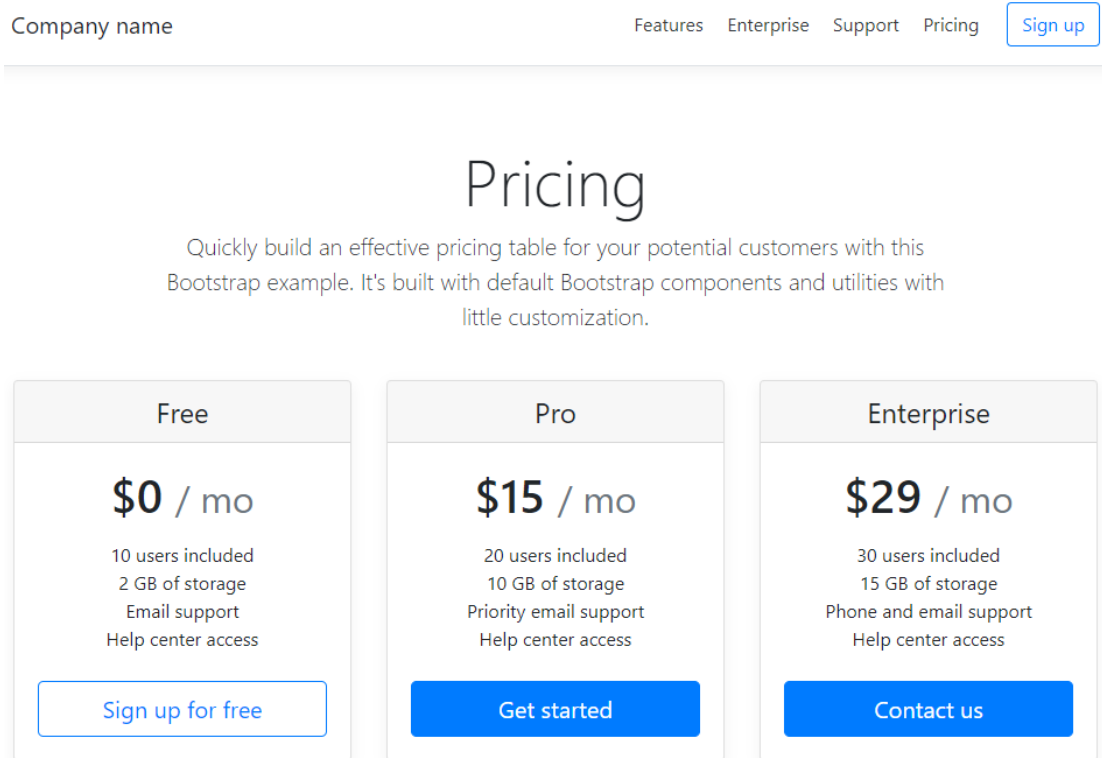 Company name
Features Enterprise Support Pricing Sign up
Pricing
Quickly build an effective pricing table for your potential customers with this
Bootstrap example. It's built with default Bootstrap components and utilities with
little customization.
Free
$0 / mo
10 users included
2 GB of storage
Email support
Help center access
Sign up for free
Pro
$15 / mo
20 users included
10 GB of storage
Priority email support
Help center access
Get started
Enterprise
$29 / mo
30 users included
15 GB of storage
Phone and email support
Help center access
Contact us